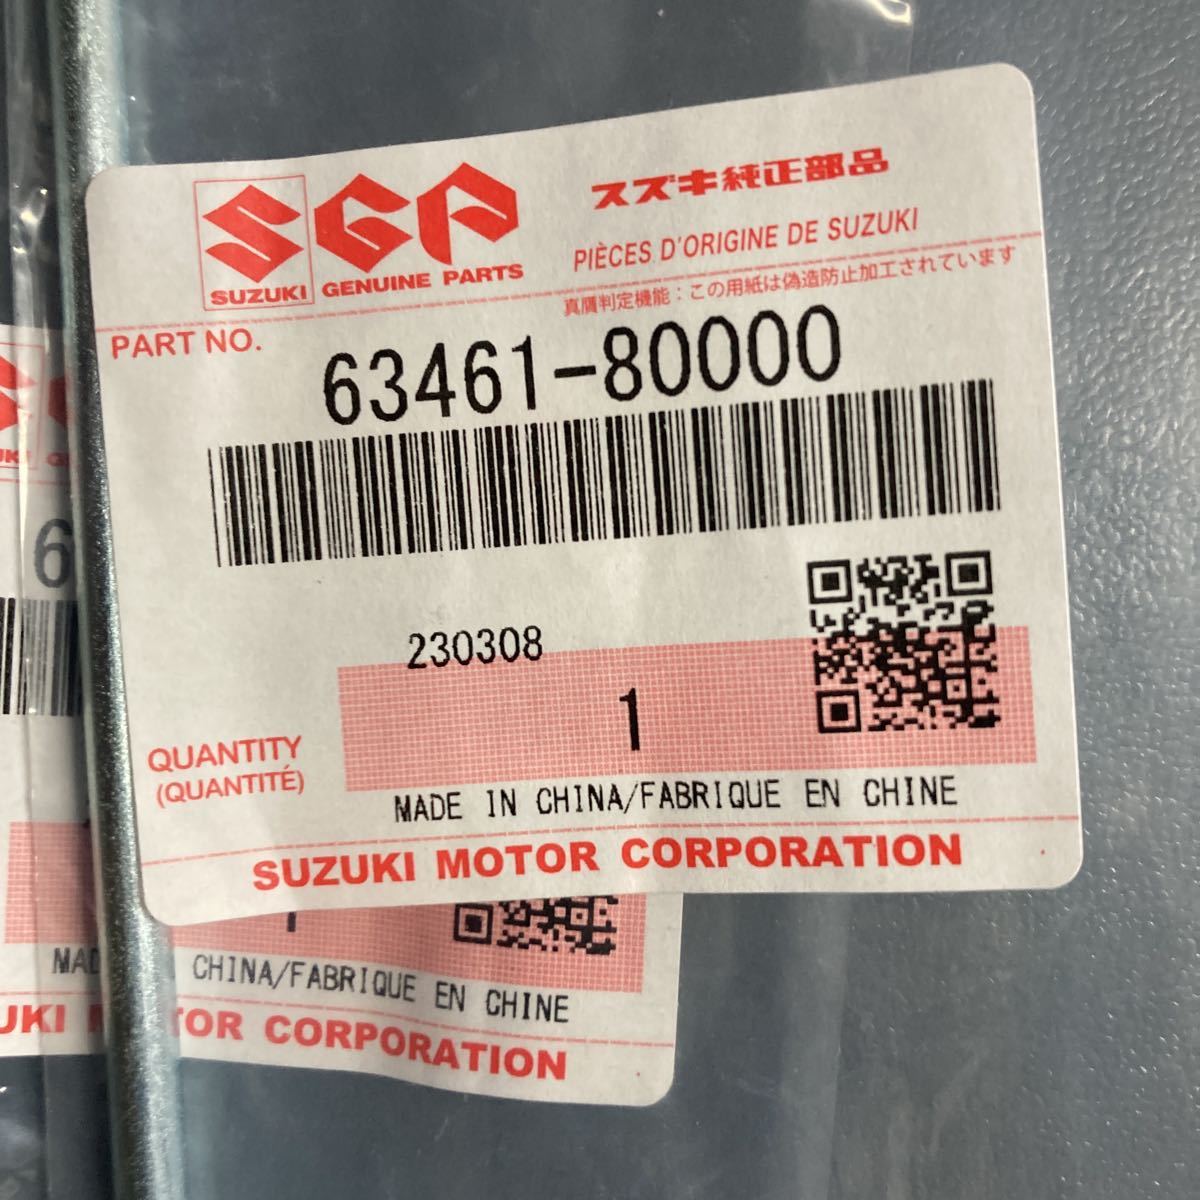 SGP
スズキ純正部品
SUZUKI
GENUINE PARTS
PIÈCES D'ORIGINE DE SUZUKI
真贋判定機能：この用紙は偽造防止加工されています
PART NO.
63461-80000
230308
1
QUANTITY
(QUANTITÉ)
MADE IN CHINA/FABRIQUE EN CHINE
SUZUKI MOTOR CORPORATION
6
1
CHINA/FABRIQUE EN CHINE
CORPORATION